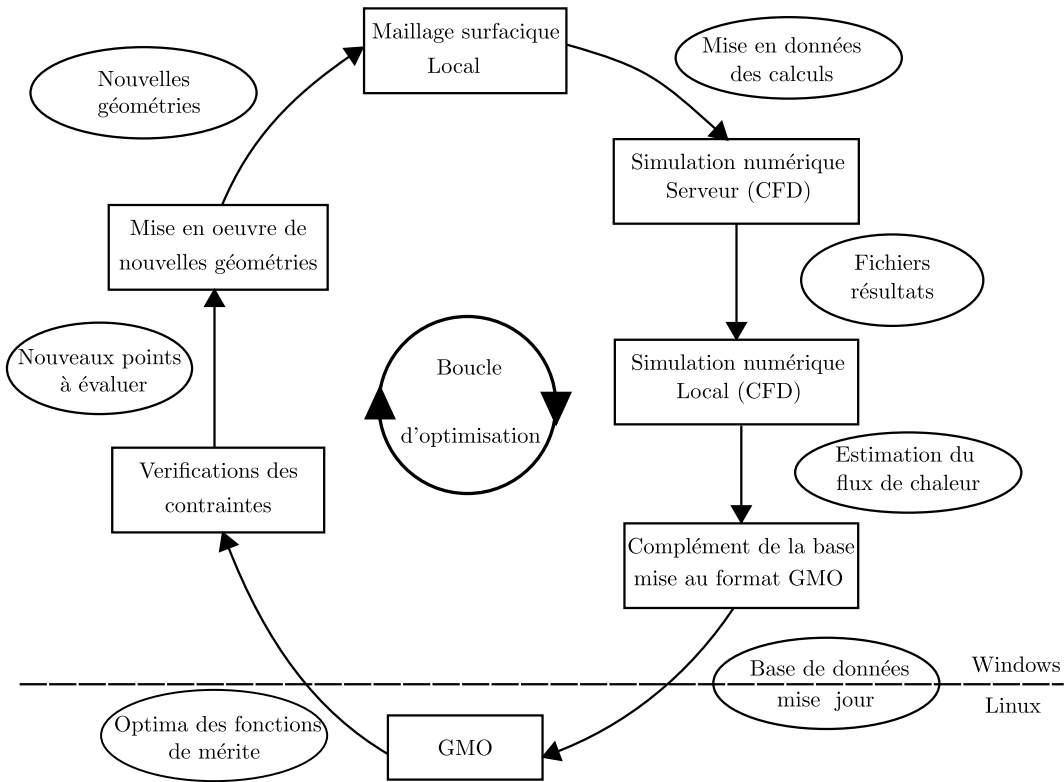 Maillage surfacique
Local
Mise en données
des calculs
Nouvelles
géométries
Simulation numérique
Serveur (CFD)
Mise en oeuvre de
nouvelles géométries
Fichiers
résultats
Nouveaux points
à évaluer
Boucle
d'optimisation
Simulation numérique
Local (CFD)
Estimation du
flux de chaleur
Verifications des
contraintes
Complément de la base
mise au format GMO
Base de données
mise jour
Windows
Linux
Optima des fonctions
de mérite
GMO